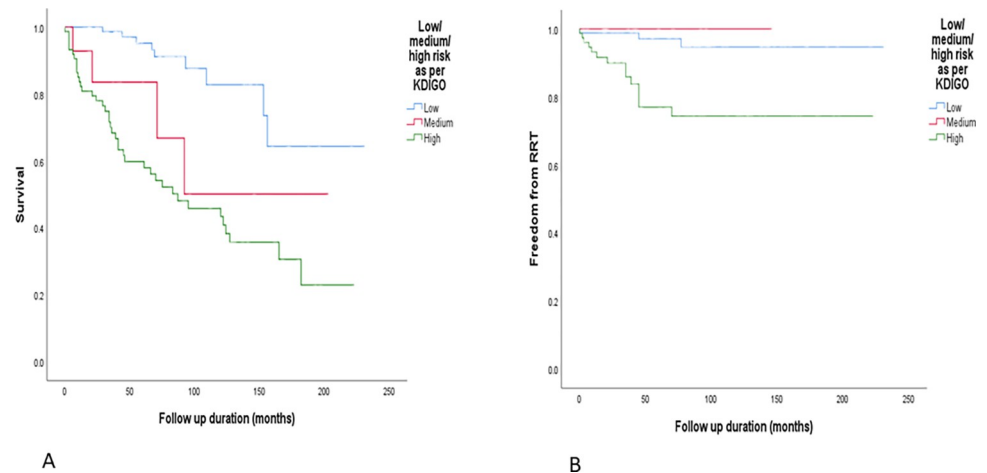 Low/
medium/
high risk
as per
KDIGO
Low
Medium
High
1.0
0.8
0.6
0.4
0.2
0.0
Survival
0 50 100 150 200 250
Follow up duration (months)
A
Low/
medium/
high risk
as per
KDIGO
Low
Medium
High
1.0
0.8
0.6
0.4
0.2
0.0
Freedom from RRT
0 50 100 150 200 250
Follow up duration (months)
B